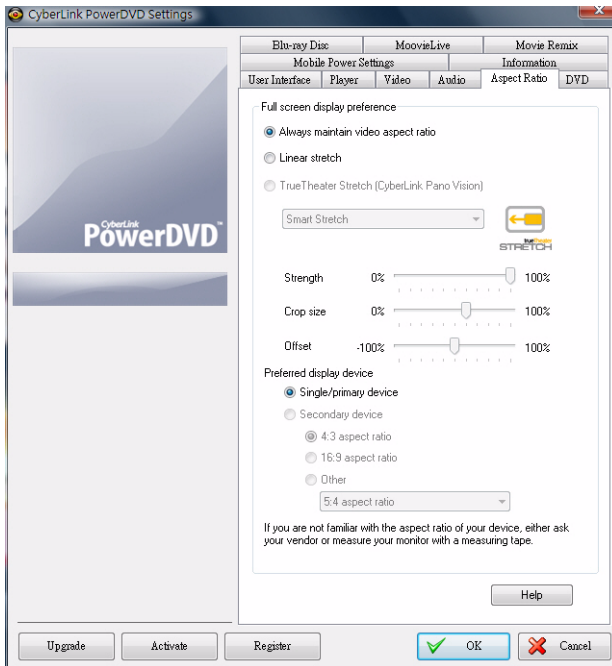 CyberLink PowerDVD Settings
Blu-ray Disc MoovieLive Movie Remix
Mobile Power Settings Information
User Interface Player Video Audio Aspect Ratio DVD
CyberLink
PowerDVD™
Full screen display preference
Always maintain video aspect ratio
Linear stretch
TrueTheater Stretch (CyberLink Pano Vision)
Smart Stretch
TrueTheater
STRETCH
Strength 0% 100%
Crop size 0% 100%
Offset -100% 100%
Preferred display device
Single/primary device
Secondary device
4:3 aspect ratio
16:9 aspect ratio
Other
5:4 aspect ratio
If you are not familiar with the aspect ratio of your device, either ask
your vendor or measure your monitor with a measuring tape.
Help
Upgrade Activate Register OK Cancel